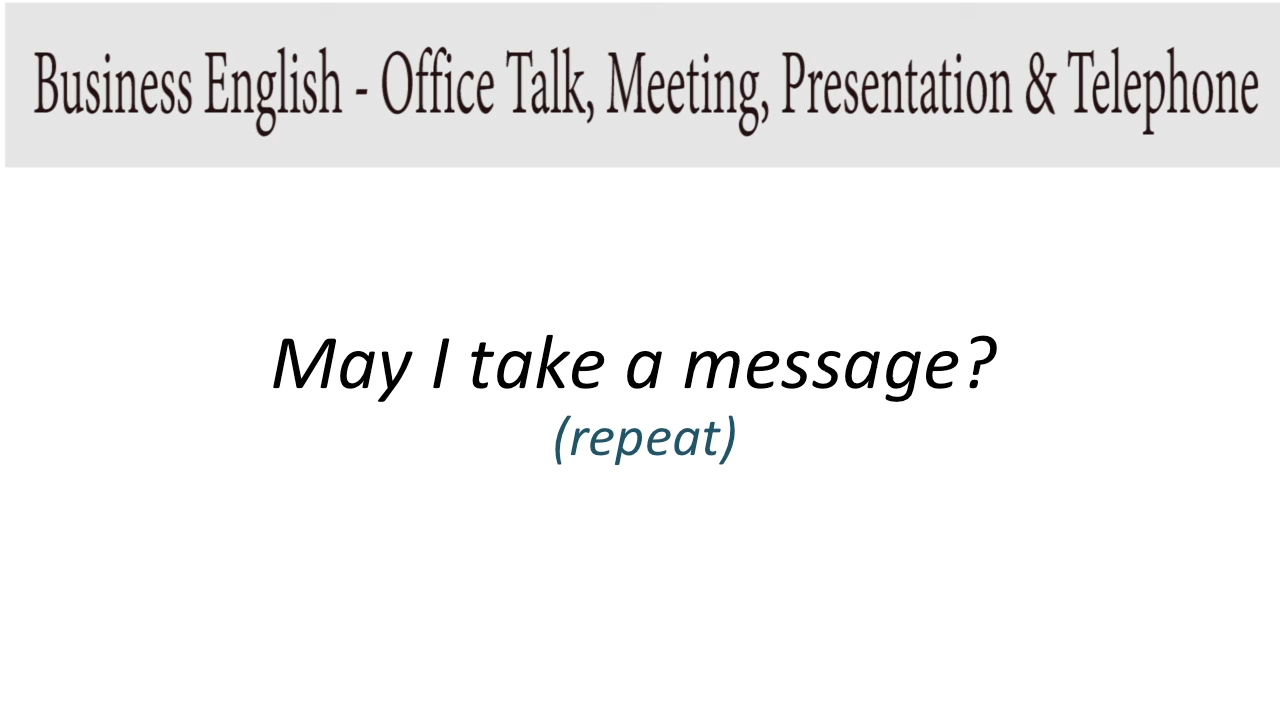 Business English - Office Talk, Meeting, Presentation & Telephone
May I take a message?
(repeat)